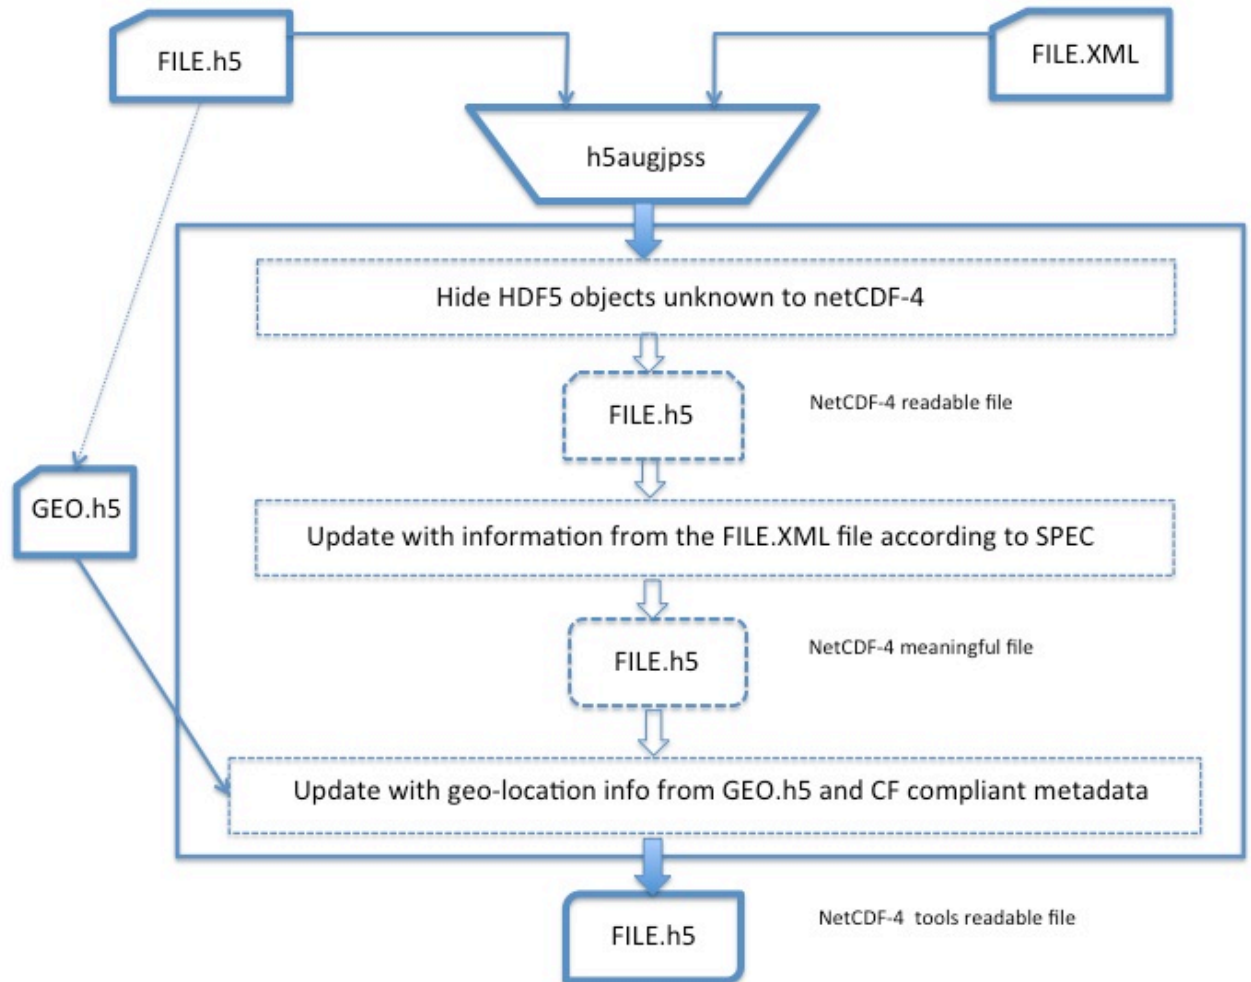 FILE.h5
FILE.XML
h5augjpss
Hide HDF5 objects unknown to netCDF-4
FILE.h5
NetCDF-4 readable file
GEO.h5
Update with information from the FILE.XML file according to SPEC
FILE.h5
NetCDF-4 meaningful file
Update with geo-location info from GEO.h5 and CF compliant metadata
FILE.h5
NetCDF-4 tools readable file